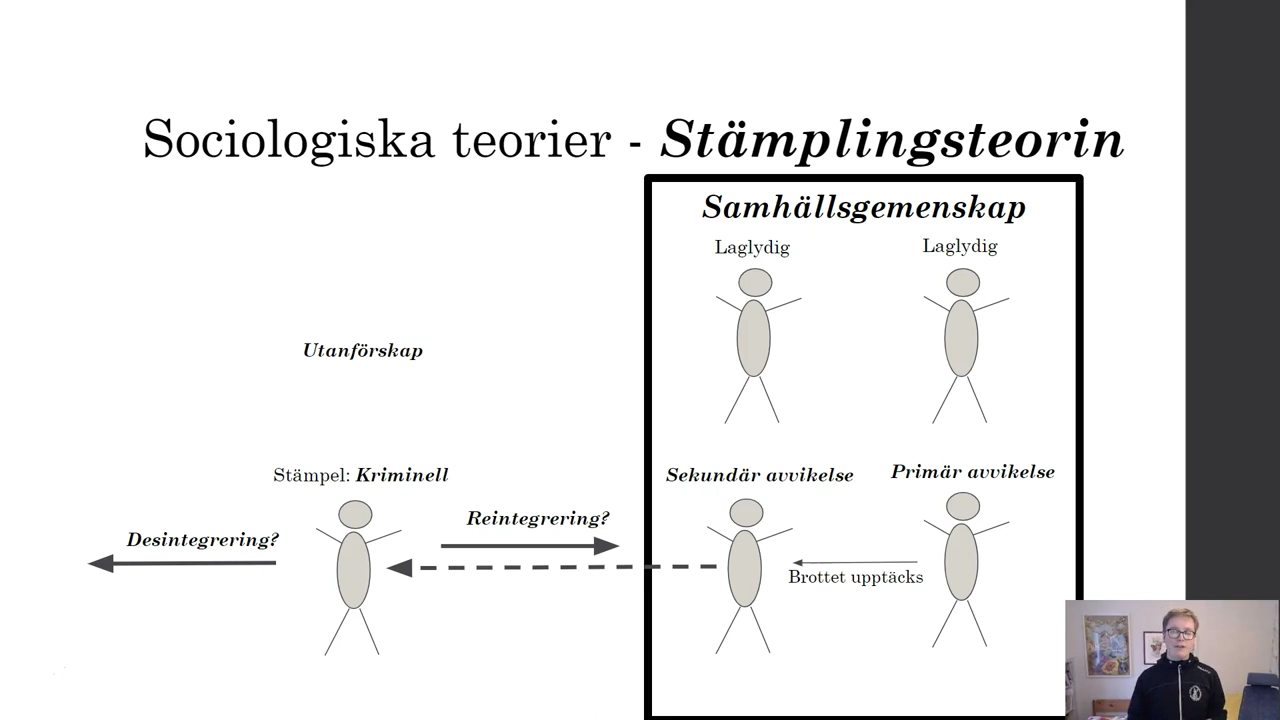 Sociologiska teorier - Stämplingsteorin
Samhällsgemenskap
Laglydig
Laglydig
Utanförskap
Stämpel: Kriminell
Sekundär avvikelse
Primär avvikelse
Reintegrering?
Desintegrering?
Brottet upptäcks